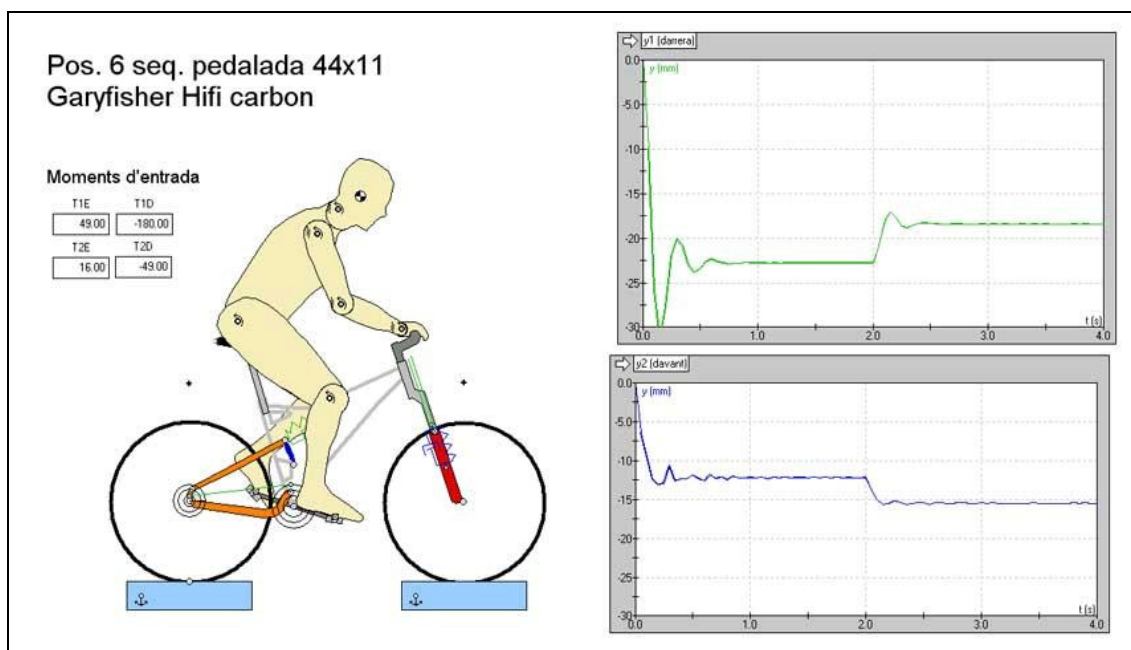 Pos. 6 seq. pedalada 44x11
Garyfisher Hifi carbon
Moments d'entrada
T1E T1D
49.00 -180.00
T2E T2D
16.00 -49.00
y1 (darrera)
y (mm)
0.0
-5.0
-10
-15
-20
-25
-30
0.0 1.0 2.0 3.0 4.0
t (s)
y2 (davant)
y (mm)
0.0
-5.0
-10
-15
-20
-25
-30
0.0 1.0 2.0 3.0 4.0
t (s)